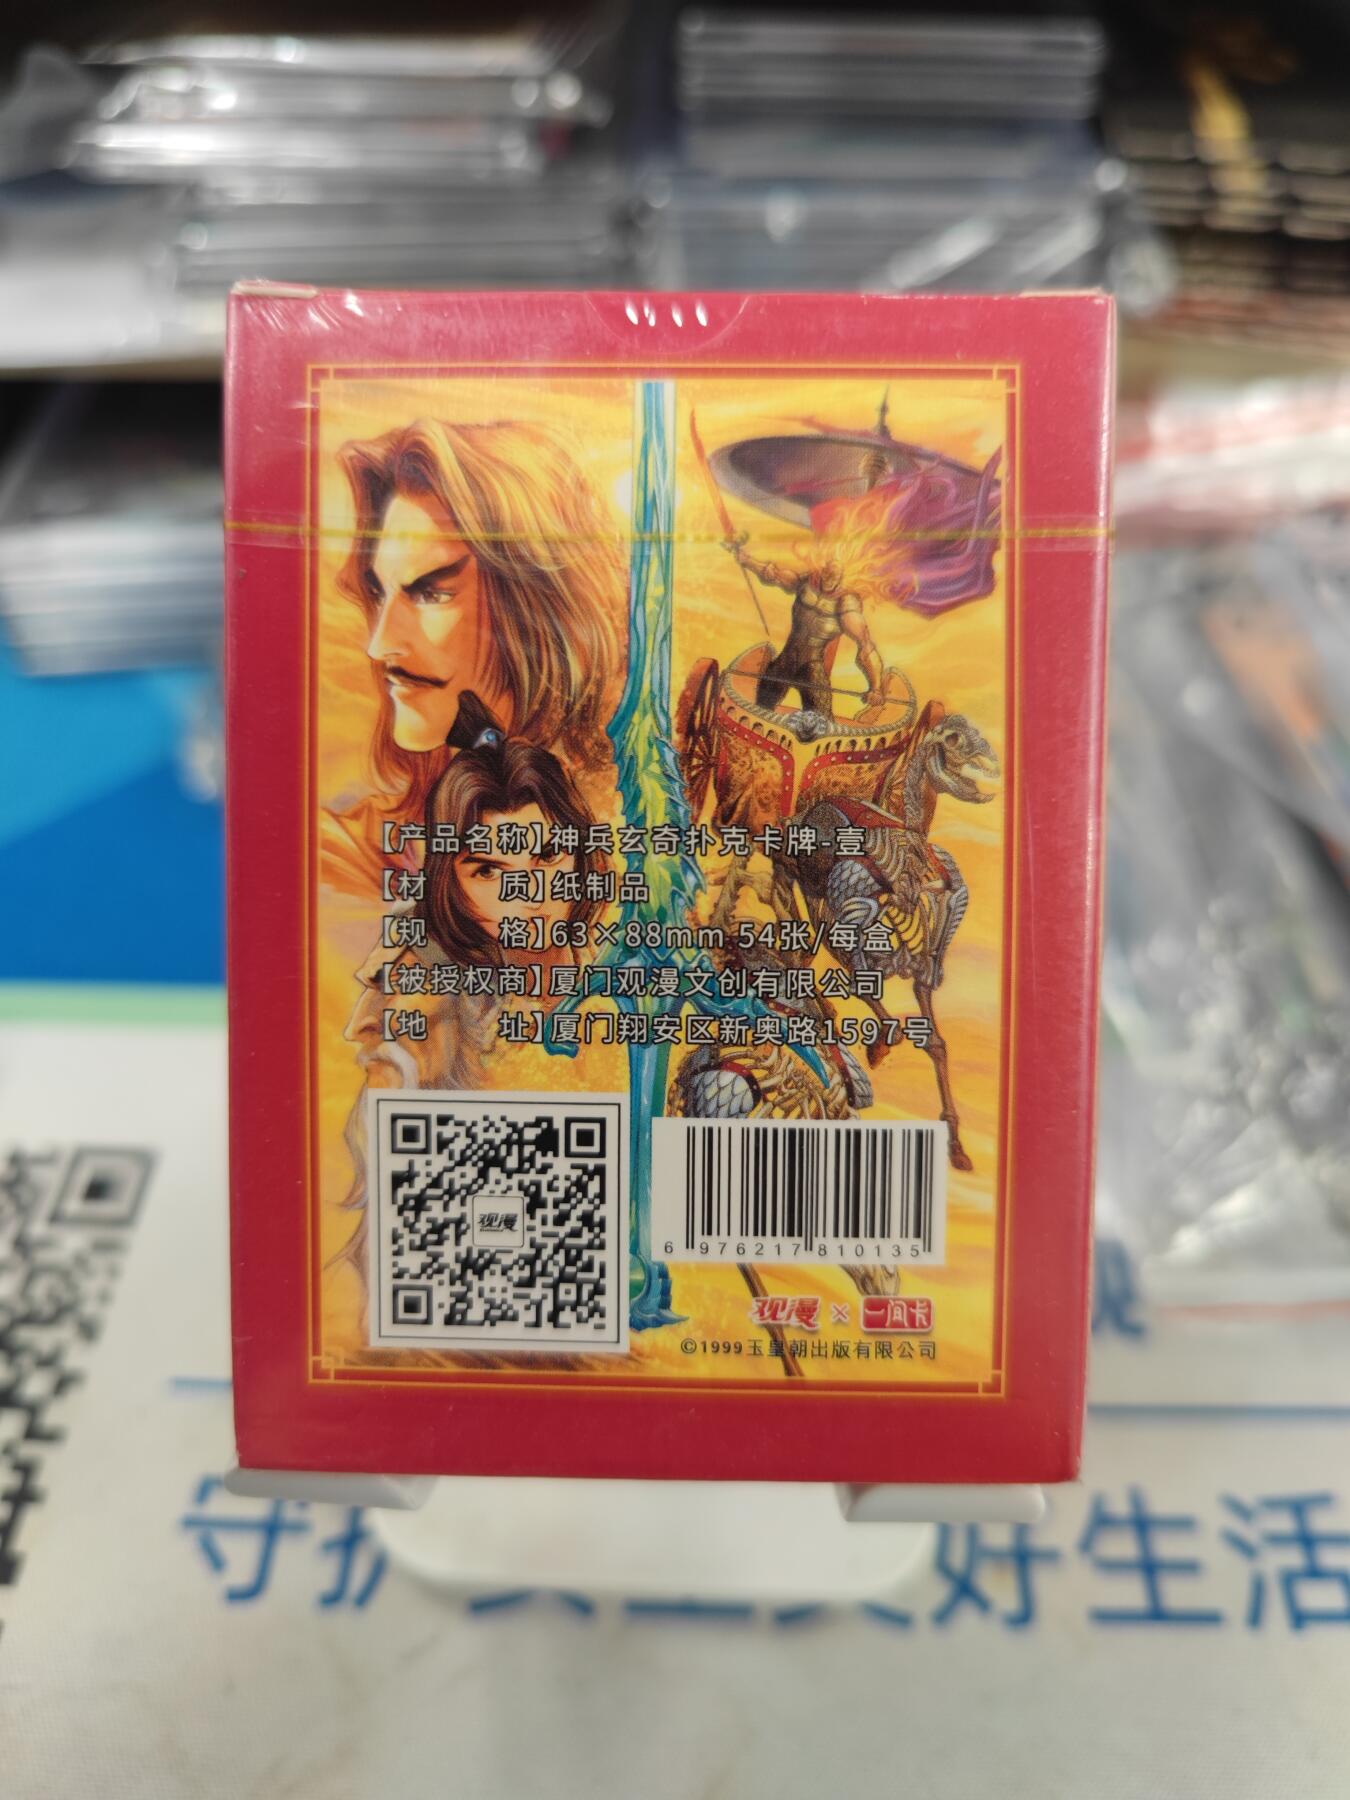 【产品名称】神兵玄奇扑克卡牌-壹
【材 质】纸制品
【规 格】63×88mm 54张/每盒
【被授权商】厦门观漫文创有限公司
【地 址】厦门翔安区新奥路1597号
观漫
6 976217 810135
观漫 × 一间卡
©1999玉皇朝出版有限公司
守护
好生活